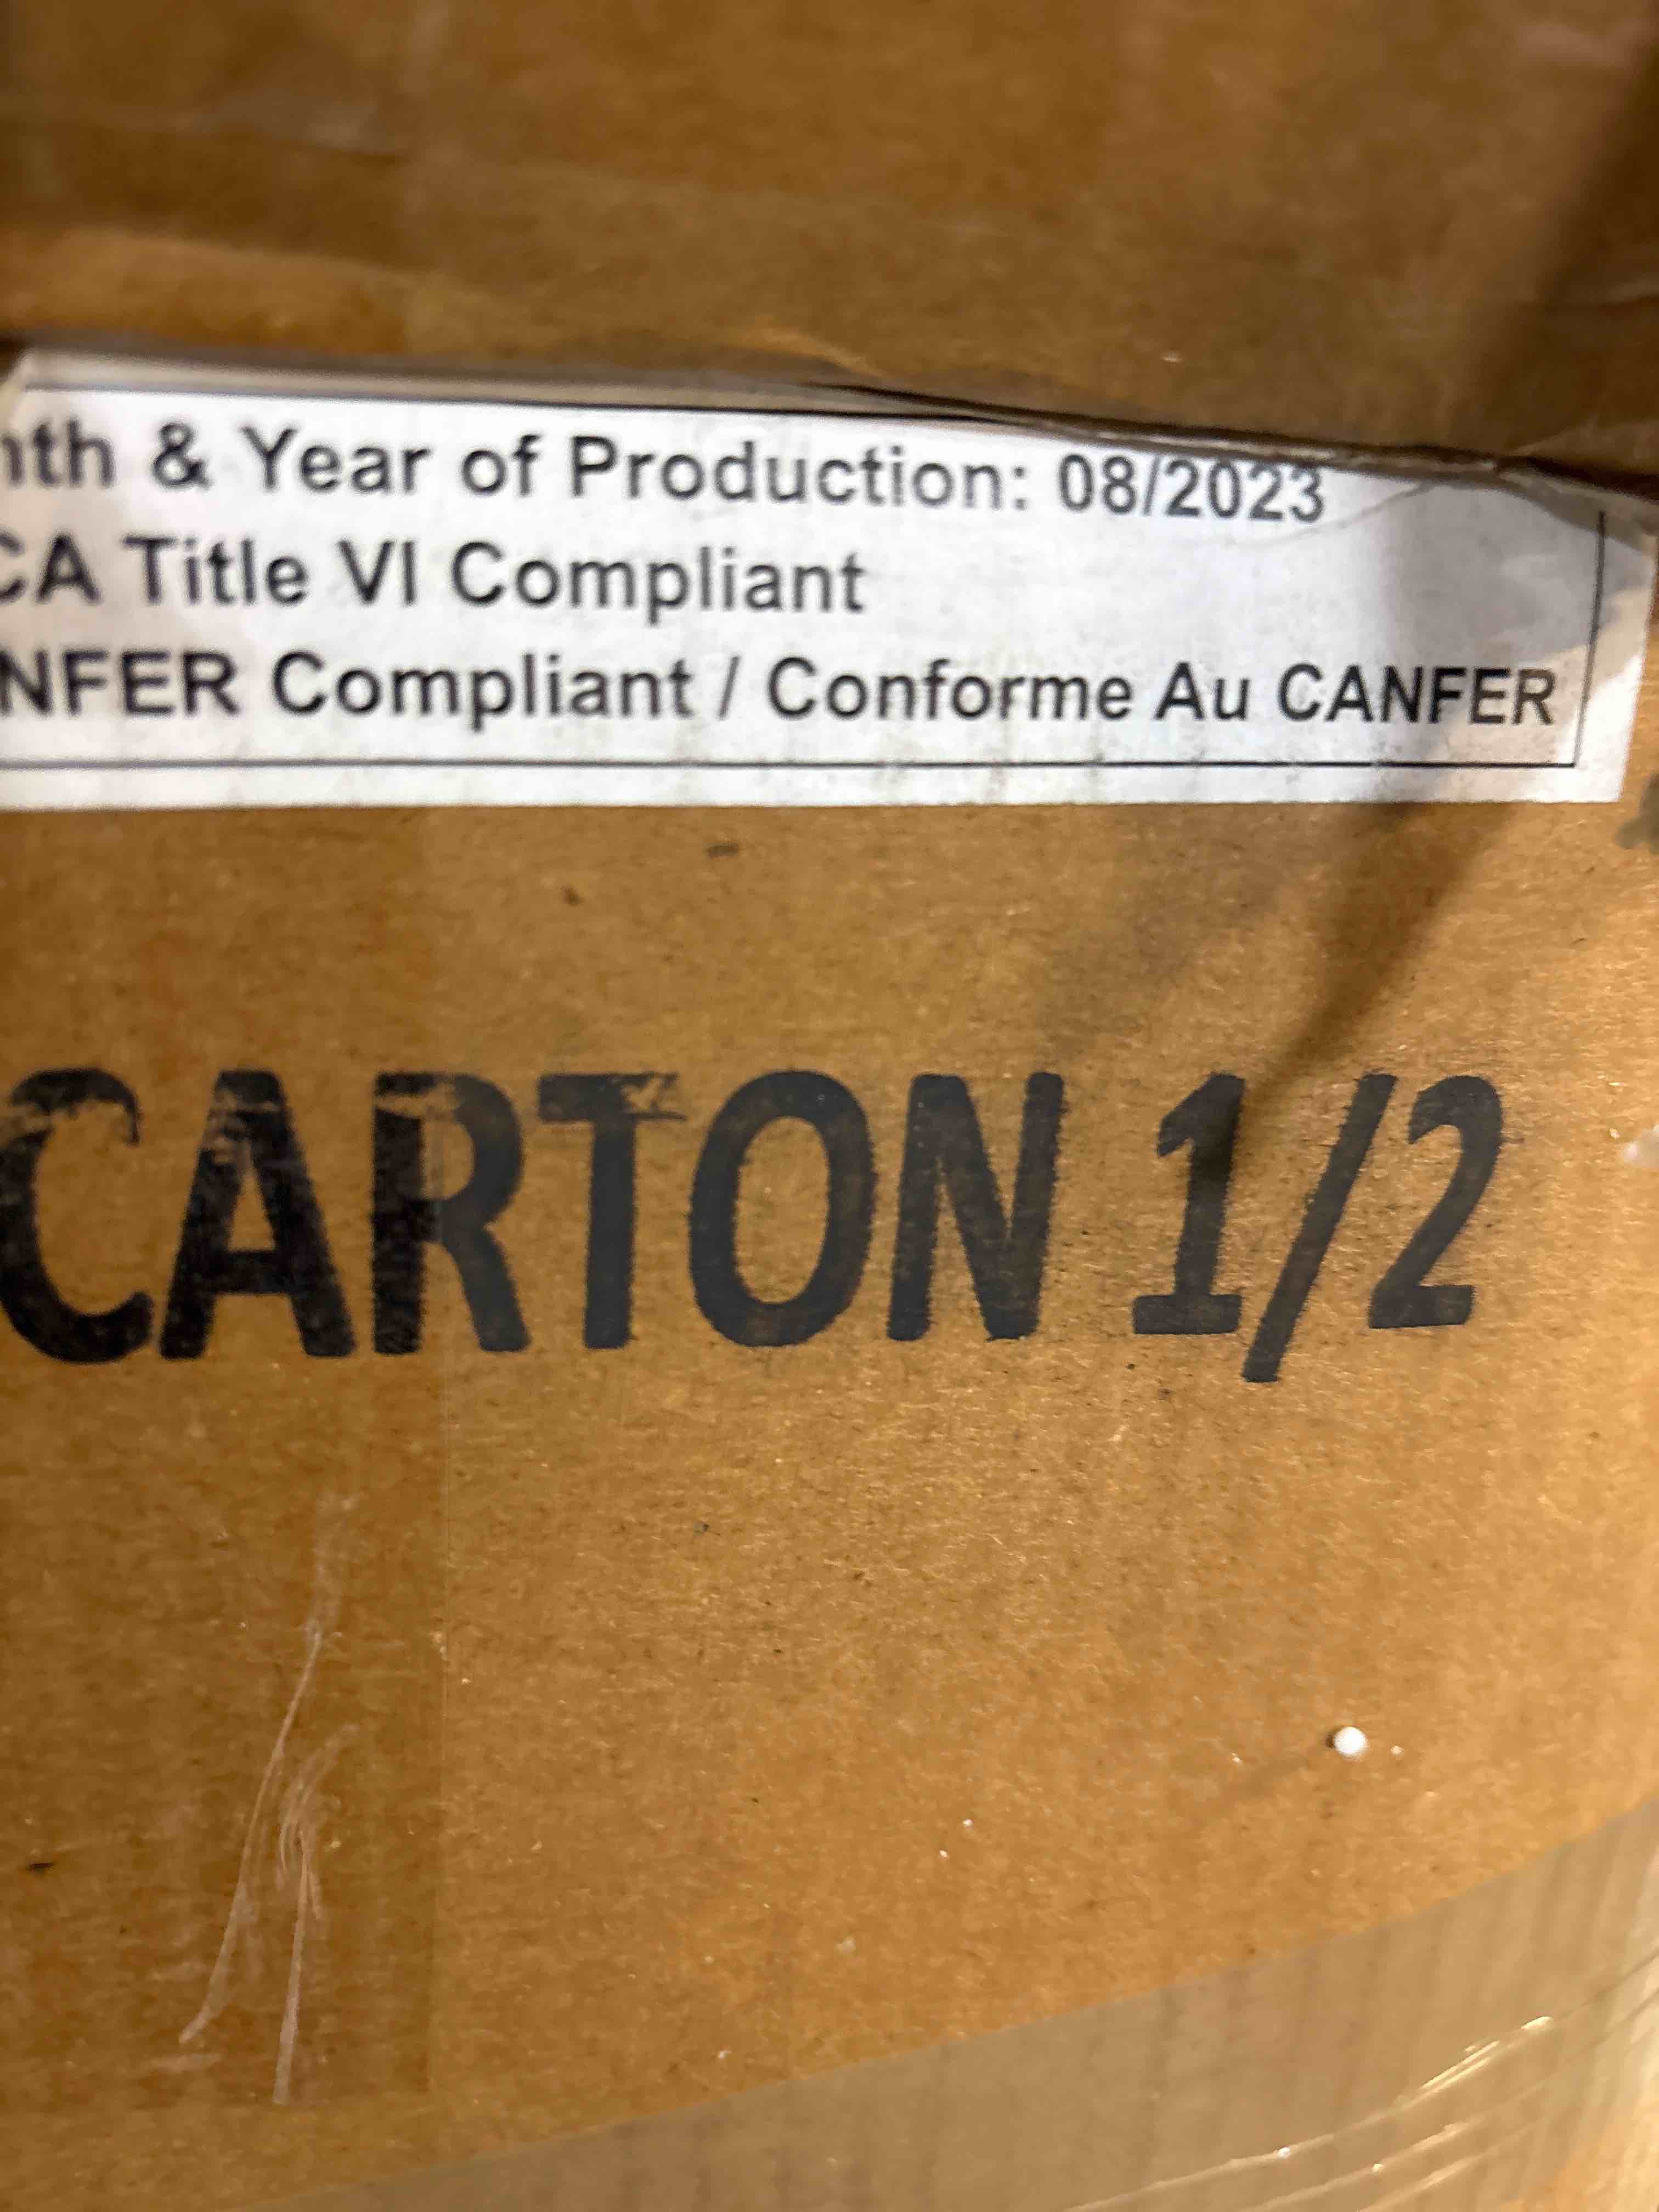 nth & Year of Production: 08/2023
CA Title VI Compliant
NFER Compliant / Conforme Au CANFER
CARTON 1/2